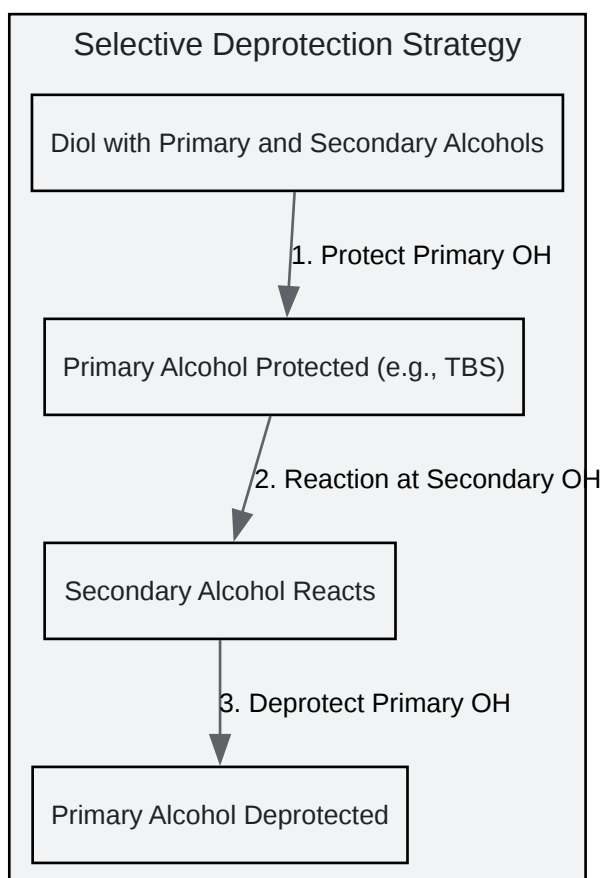 Selective Deprotection Strategy
Diol with Primary and Secondary Alcohols
1. Protect Primary OH
Primary Alcohol Protected (e.g., TBS)
2. Reaction at Secondary OH
Secondary Alcohol Reacts
3. Deprotect Primary OH
Primary Alcohol Deprotected